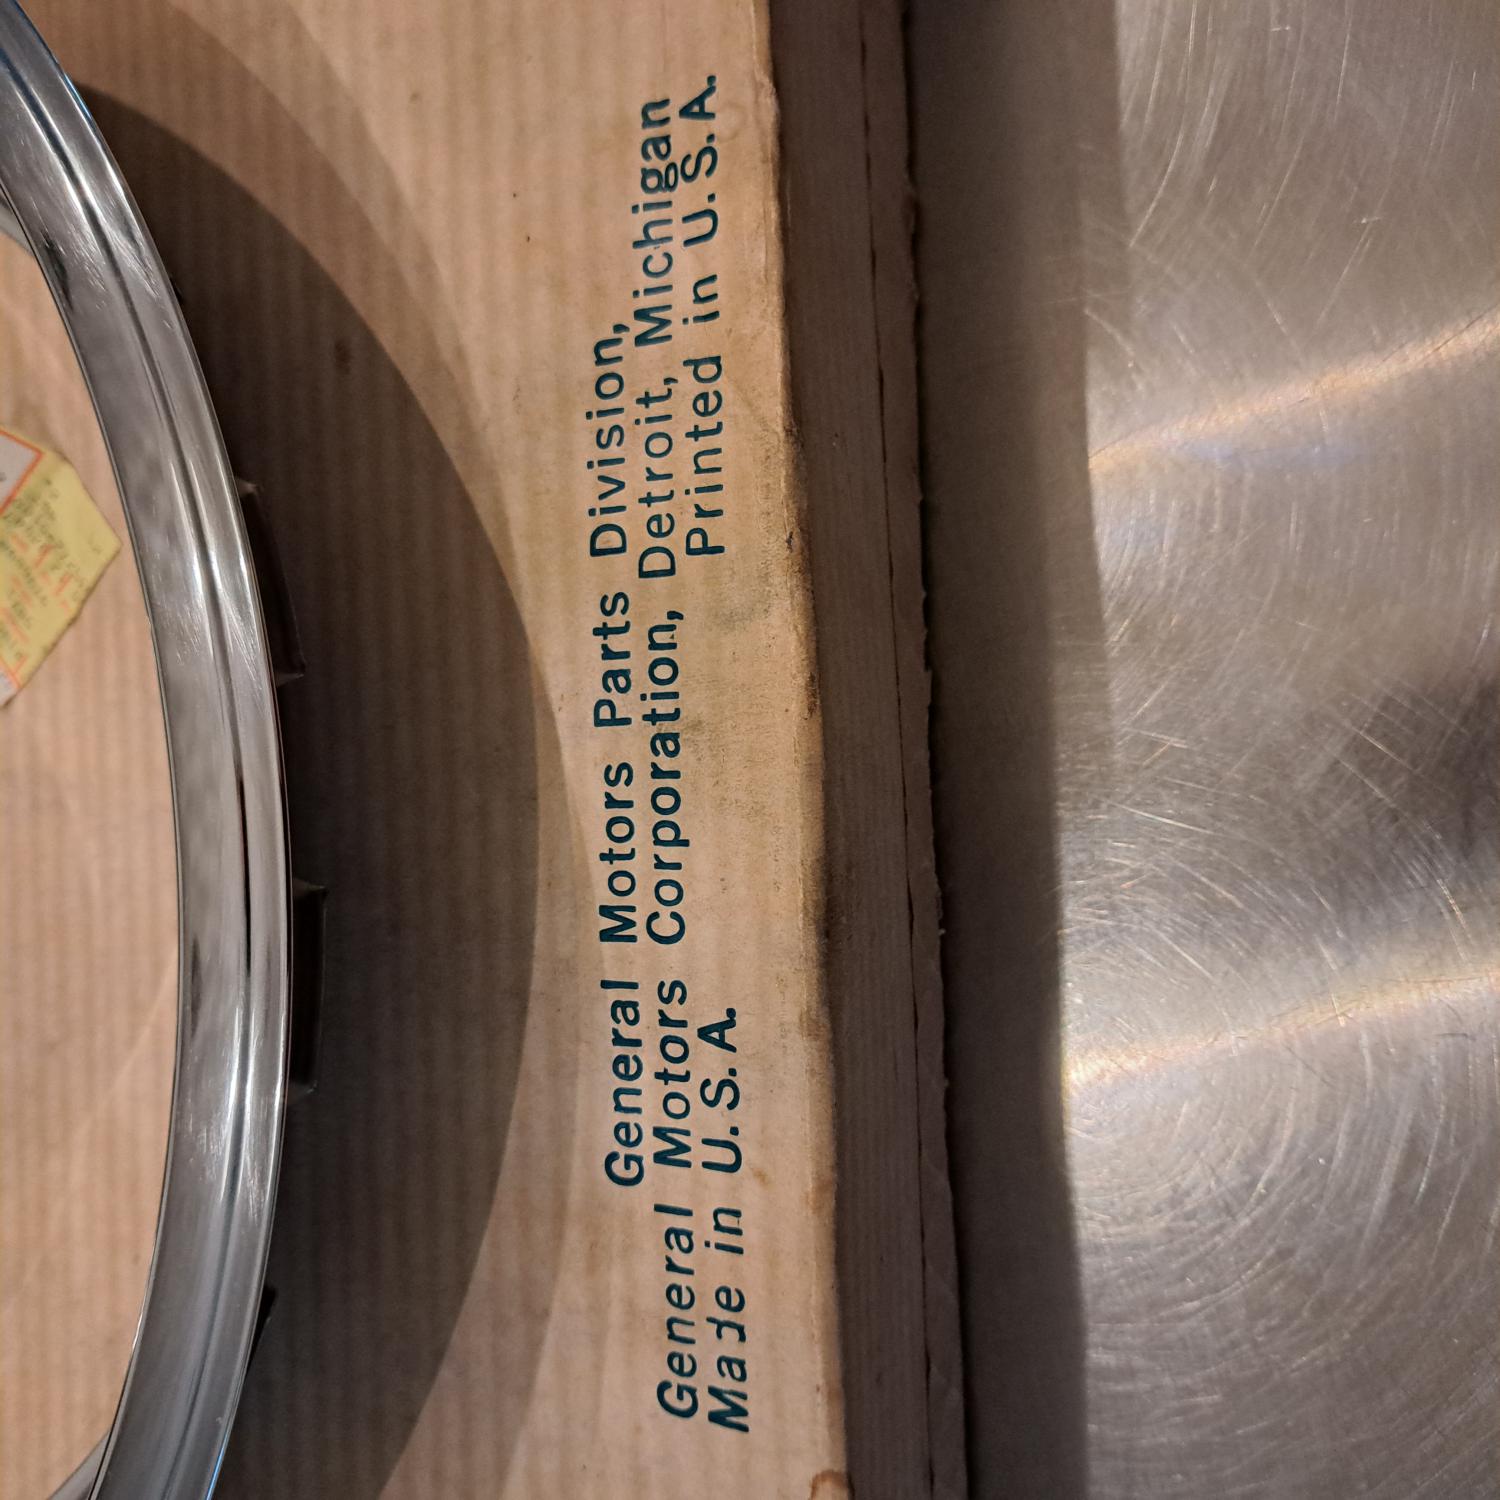 General Motors Parts Division,
General Motors Corporation, Detroit, Michigan
Made in U.S.A. Printed in U.S.A.